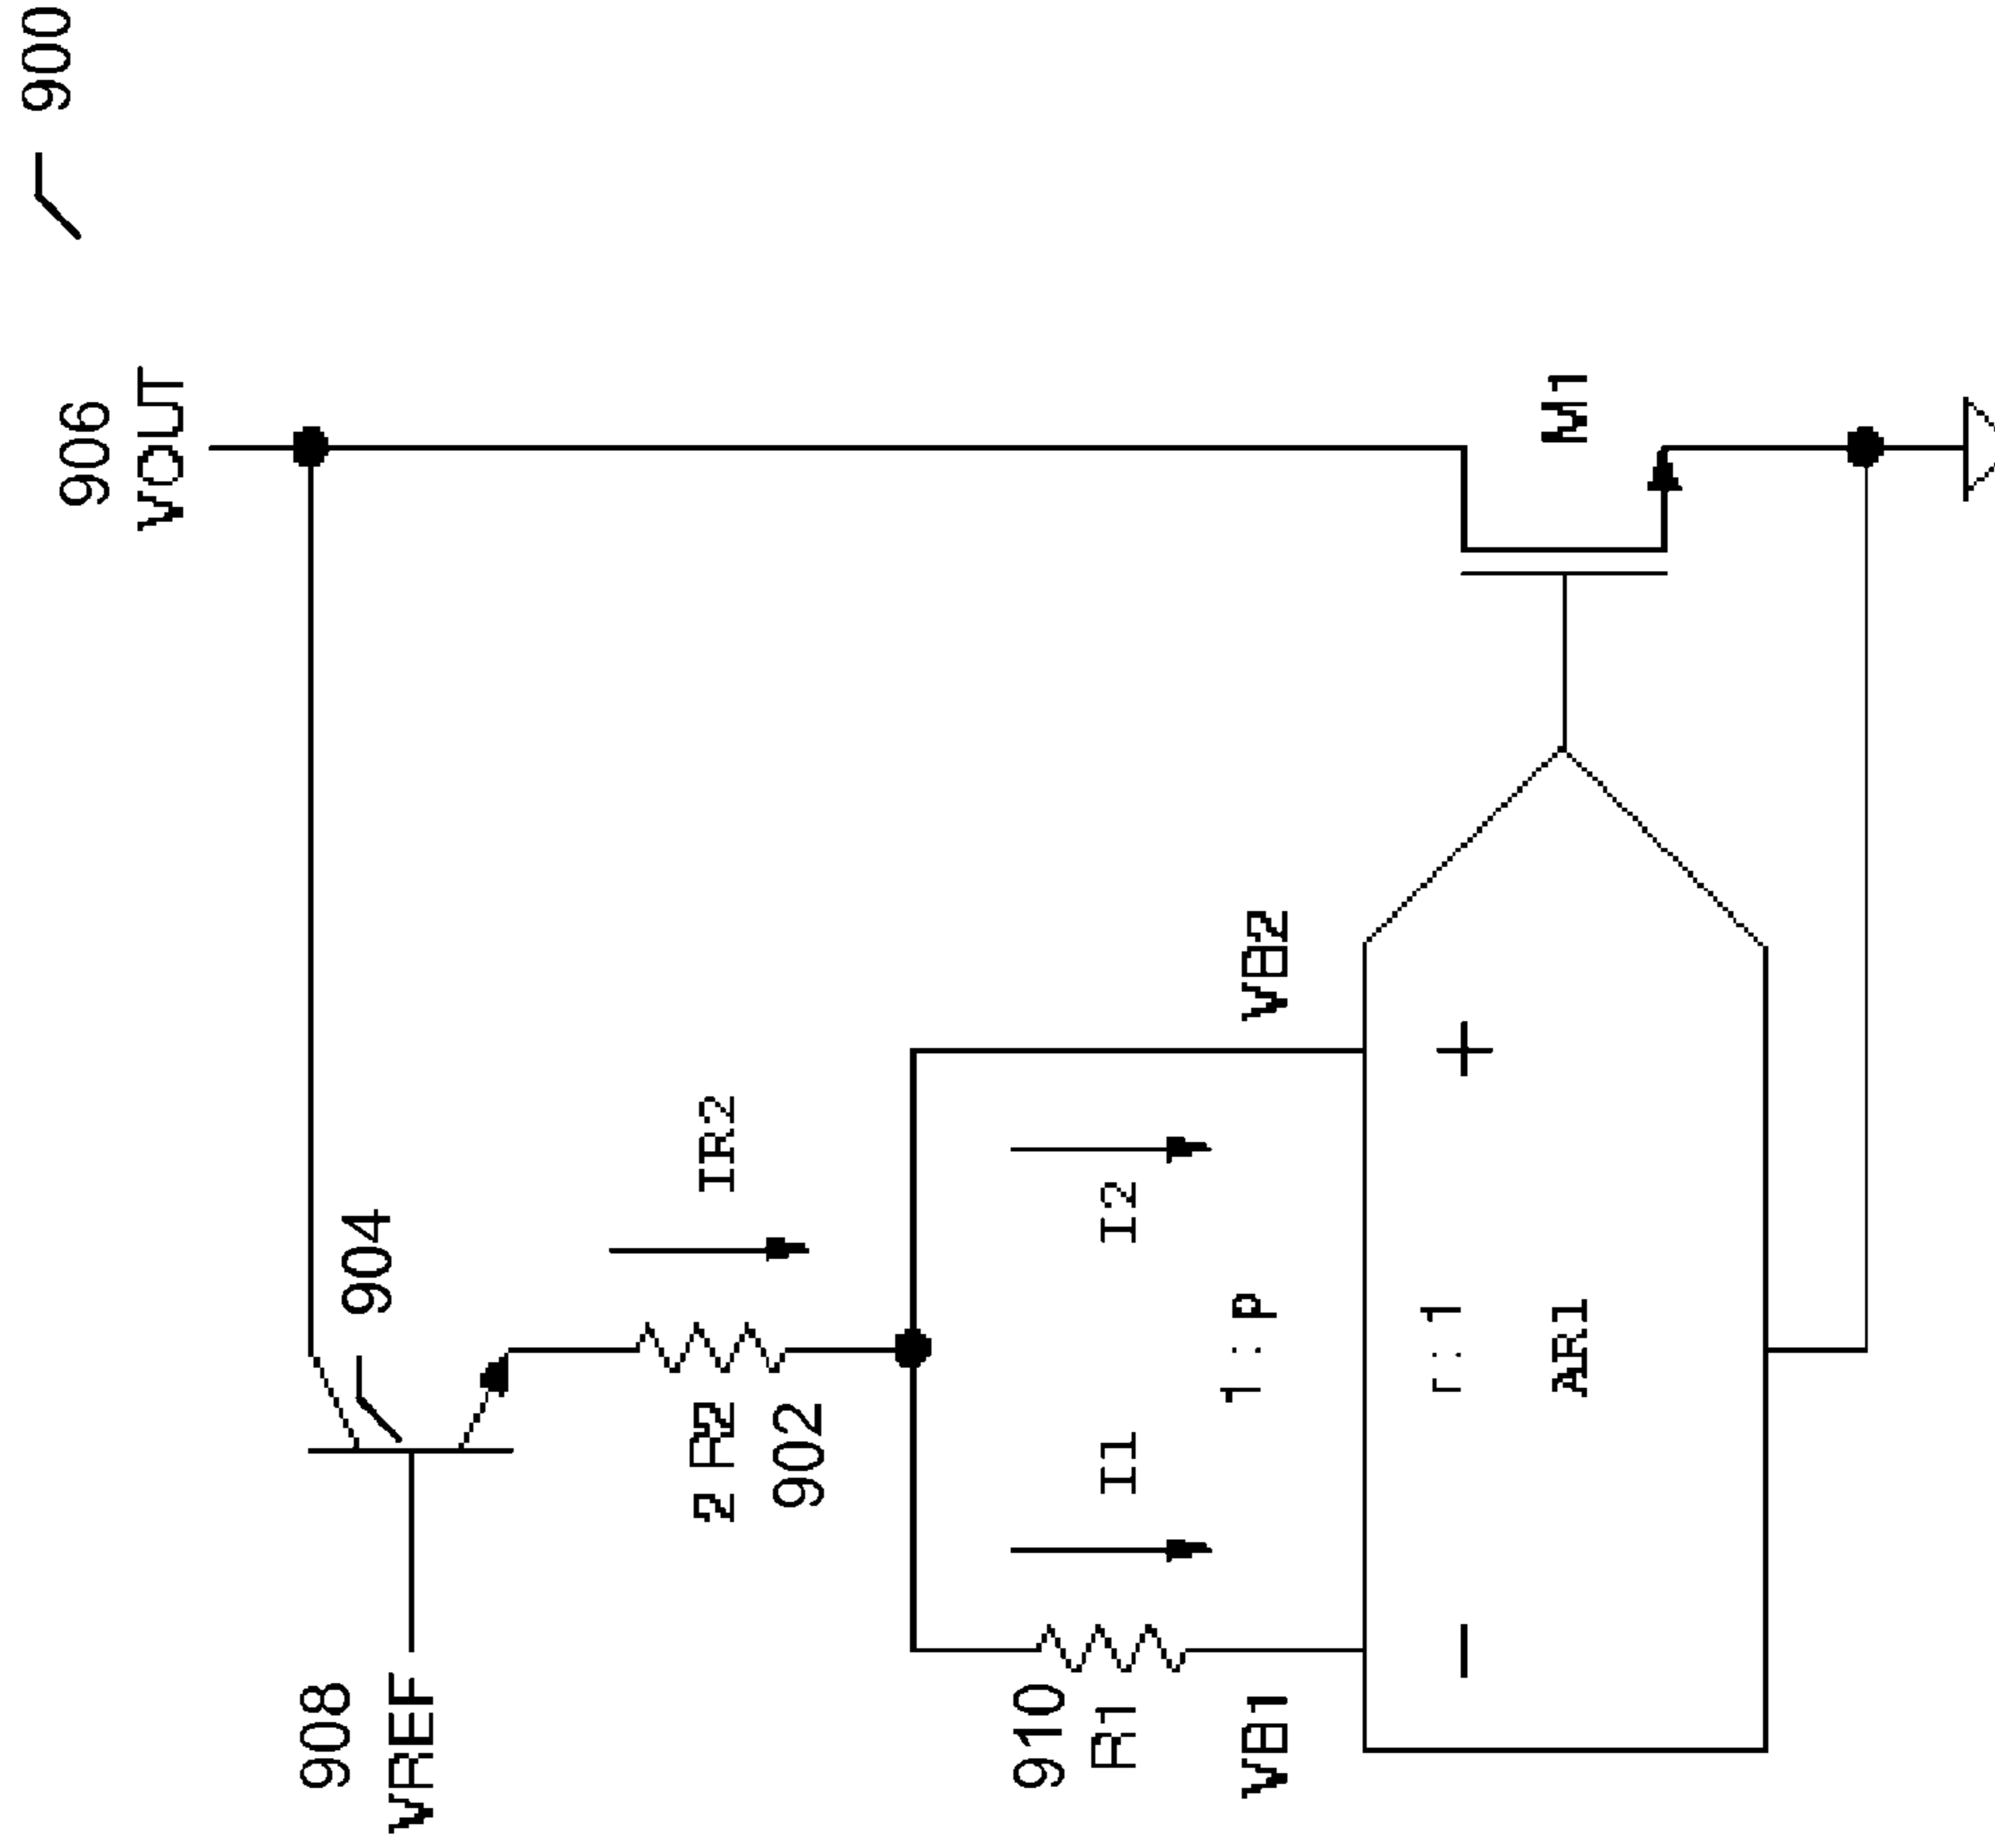 900
906
VOUT
M1
904
IR2
2 R2
902
VB2
I2
I1
1 : p
r : 1
AR1
+
−
908
VREF
910
R1
VB1